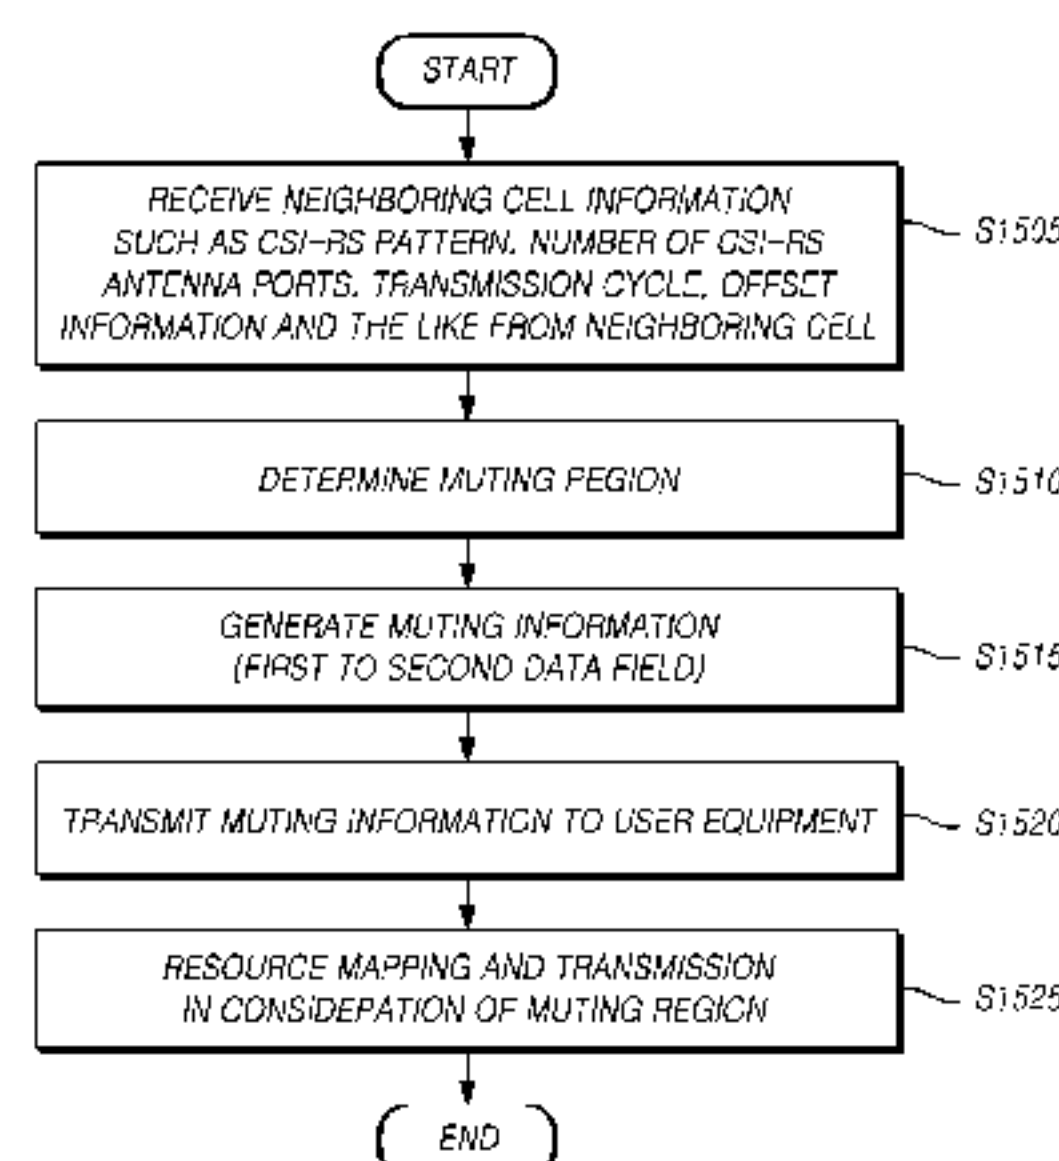 START
RECEIVE NEIGHBORING CELL INFORMATION
SUCH AS CSI-RS PATTERN, NUMBER OF CSI-RS
ANTENNA PORTS, TRANSMISSION CYCLE, OFFSET
INFORMATION AND THE LIKE FROM NEIGHBORING CELL
S1505
DETERMINE MUTING REGION
S1510
GENERATE MUTING INFORMATION
(FIRST TO SECOND DATA FIELD)
S1515
TRANSMIT MUTING INFORMATION TO USER EQUIPMENT
S1520
RESOURCE MAPPING AND TRANSMISSION
IN CONSIDERATION OF MUTING REGION
S1525
END